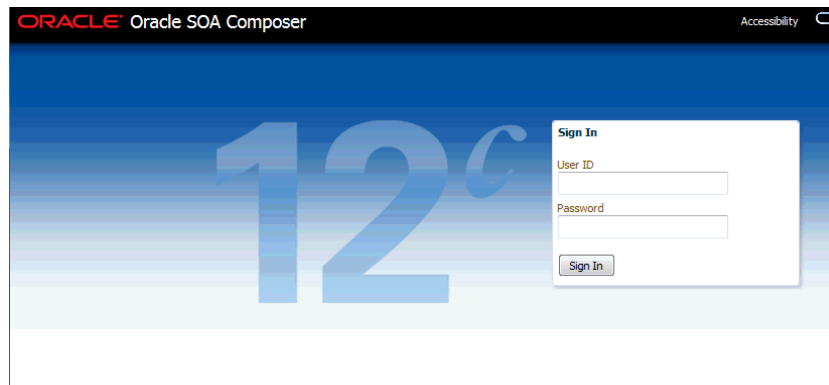 ORACLE Oracle SOA Composer
Accessibility
12c
Sign In
User ID
Password
Sign In